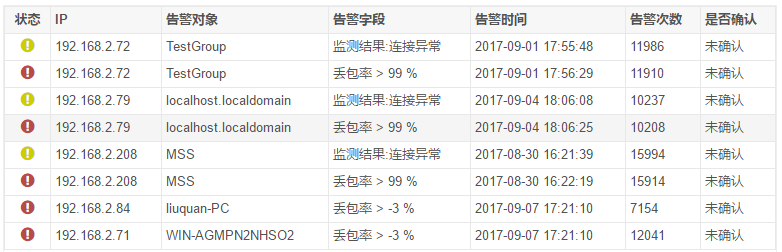 状态 IP 告警对象 告警字段 告警时间 告警次数 是否确认
192.168.2.72 TestGroup 监测结果:连接异常 2017-09-01 17:55:48 11986 未确认
192.168.2.72 TestGroup 丢包率 > 99 % 2017-09-01 17:56:29 11910 未确认
192.168.2.79 localhost.localdomain 监测结果:连接异常 2017-09-04 18:06:08 10237 未确认
192.168.2.79 localhost.localdomain 丢包率 > 99 % 2017-09-04 18:06:25 10208 未确认
192.168.2.208 MSS 监测结果:连接异常 2017-08-30 16:21:39 15994 未确认
192.168.2.208 MSS 丢包率 > 99 % 2017-08-30 16:22:19 15914 未确认
192.168.2.84 liuquan-PC 丢包率 > -3 % 2017-09-07 17:21:10 7154 未确认
192.168.2.71 WIN-AGMPN2NHSO2 丢包率 > -3 % 2017-09-07 17:21:10 12041 未确认